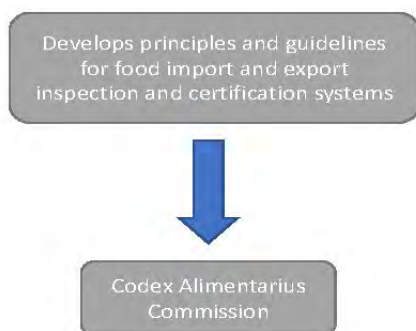 Develops principles and guidelines
for food import and export
inspection and certification systems
Codex Alimentarius
Commission